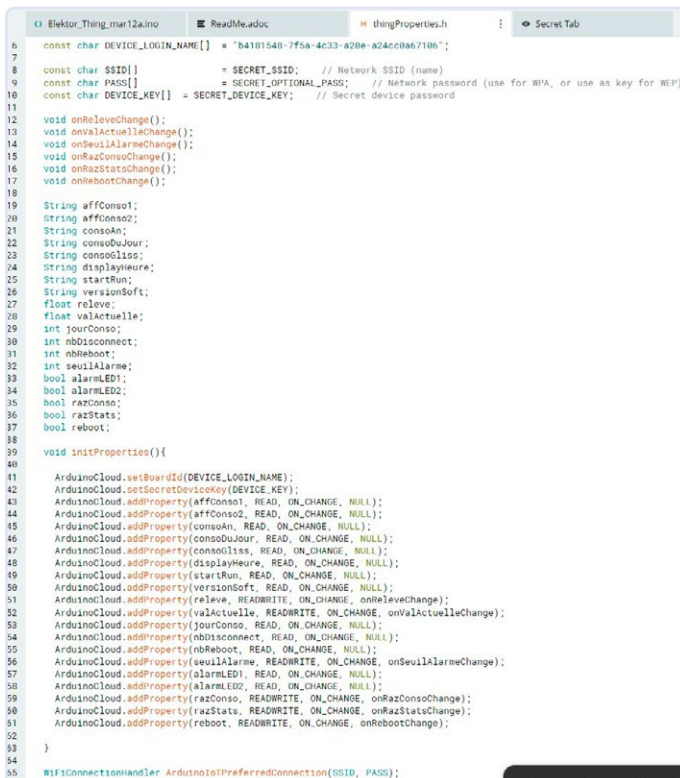 Elektor_Thing_mar12a.ino ReadMe.adoc thingProperties.h Secret Tab
6 const char DEVICE_LOGIN_NAME[] = "b4181548-7f5a-4c33-a20e-a24cc0a67106";
7
8 const char SSID[] = SECRET_SSID; // Network SSID (name)
9 const char PASS[] = SECRET_OPTIONAL_PASS; // Network password (use for WPA, or use as key for WEP)
10 const char DEVICE_KEY[] = SECRET_DEVICE_KEY; // Secret device password
11
12 void onReleveChange();
13 void onValActuelleChange();
14 void onSeuilAlarmeChange();
15 void onRazConsoChange();
16 void onRazStatsChange();
17 void onRebootChange();
18
19 String affConso1;
20 String affConso2;
21 String consoAn;
22 String consoDuJour;
23 String consoGliss;
24 String displayHeure;
25 String startRun;
26 String versionSoft;
27 float releve;
28 float valActuelle;
29 int jourConso;
30 int nbDisconnect;
31 int nbReboot;
32 int seuilAlarme;
33 bool alarmLED1;
34 bool alarmLED2;
35 bool razConso;
36 bool razStats;
37 bool reboot;
38
39 void initProperties(){
40
41 ArduinoCloud.setBoardId(DEVICE_LOGIN_NAME);
42 ArduinoCloud.setSecretDeviceKey(DEVICE_KEY);
43 ArduinoCloud.addProperty(affConso1, READ, ON_CHANGE, NULL);
44 ArduinoCloud.addProperty(affConso2, READ, ON_CHANGE, NULL);
45 ArduinoCloud.addProperty(consoAn, READ, ON_CHANGE, NULL);
46 ArduinoCloud.addProperty(consoDuJour, READ, ON_CHANGE, NULL);
47 ArduinoCloud.addProperty(consoGliss, READ, ON_CHANGE, NULL);
48 ArduinoCloud.addProperty(displayHeure, READ, ON_CHANGE, NULL);
49 ArduinoCloud.addProperty(startRun, READ, ON_CHANGE, NULL);
50 ArduinoCloud.addProperty(versionSoft, READ, ON_CHANGE, NULL);
51 ArduinoCloud.addProperty(releve, READWRITE, ON_CHANGE, onReleveChange);
52 ArduinoCloud.addProperty(valActuelle, READWRITE, ON_CHANGE, onValActuelleChange);
53 ArduinoCloud.addProperty(jourConso, READ, ON_CHANGE, NULL);
54 ArduinoCloud.addProperty(nbDisconnect, READ, ON_CHANGE, NULL);
55 ArduinoCloud.addProperty(nbReboot, READ, ON_CHANGE, NULL);
56 ArduinoCloud.addProperty(seuilAlarme, READWRITE, ON_CHANGE, onSeuilAlarmeChange);
57 ArduinoCloud.addProperty(alarmLED1, READ, ON_CHANGE, NULL);
58 ArduinoCloud.addProperty(alarmLED2, READ, ON_CHANGE, NULL);
59 ArduinoCloud.addProperty(razConso, READWRITE, ON_CHANGE, onRazConsoChange);
60 ArduinoCloud.addProperty(razStats, READWRITE, ON_CHANGE, onRazStatsChange);
61 ArduinoCloud.addProperty(reboot, READWRITE, ON_CHANGE, onRebootChange);
62
63 }
64
65 WiFiConnectionHandler ArduinoIoTPreferredConnection(SSID, PASS);